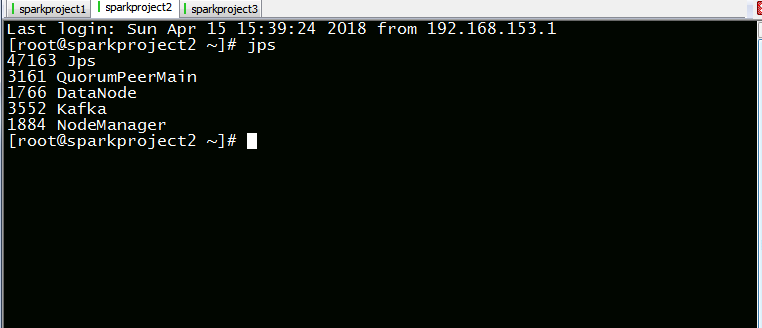 sparkproject1 sparkproject2 sparkproject3
Last login: Sun Apr 15 15:39:24 2018 from 192.168.153.1
[root@sparkproject2 ~]# jps
47163 Jps
3161 QuorumPeerMain
1766 DataNode
3552 Kafka
1884 NodeManager
[root@sparkproject2 ~]#